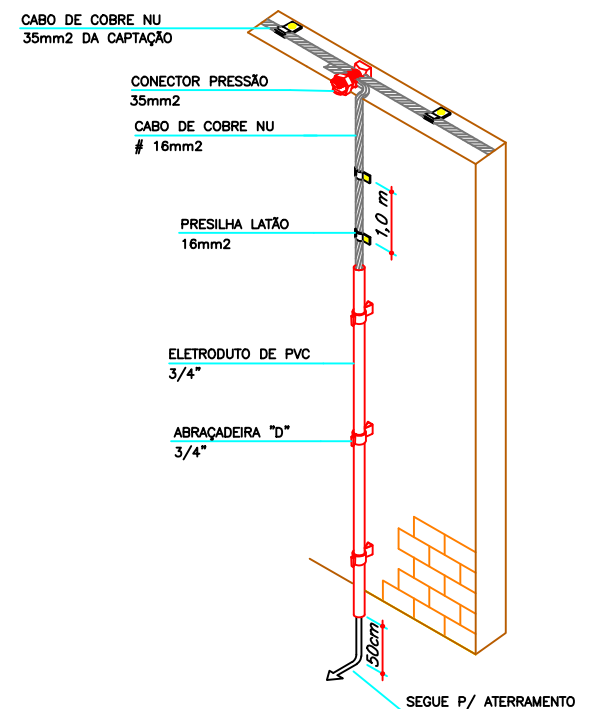 CABO DE COBRE NU
35mm2 DA CAPTAÇÃO
CONECTOR PRESSÃO
35mm2
CABO DE COBRE NU
# 16mm2
1,0 m
PRESILHA LATÃO
16mm2
ELETRODUTO DE PVC
3/4"
ABRAÇADEIRA "D"
3/4"
50cm
SEGUE P/ ATERRAMENTO